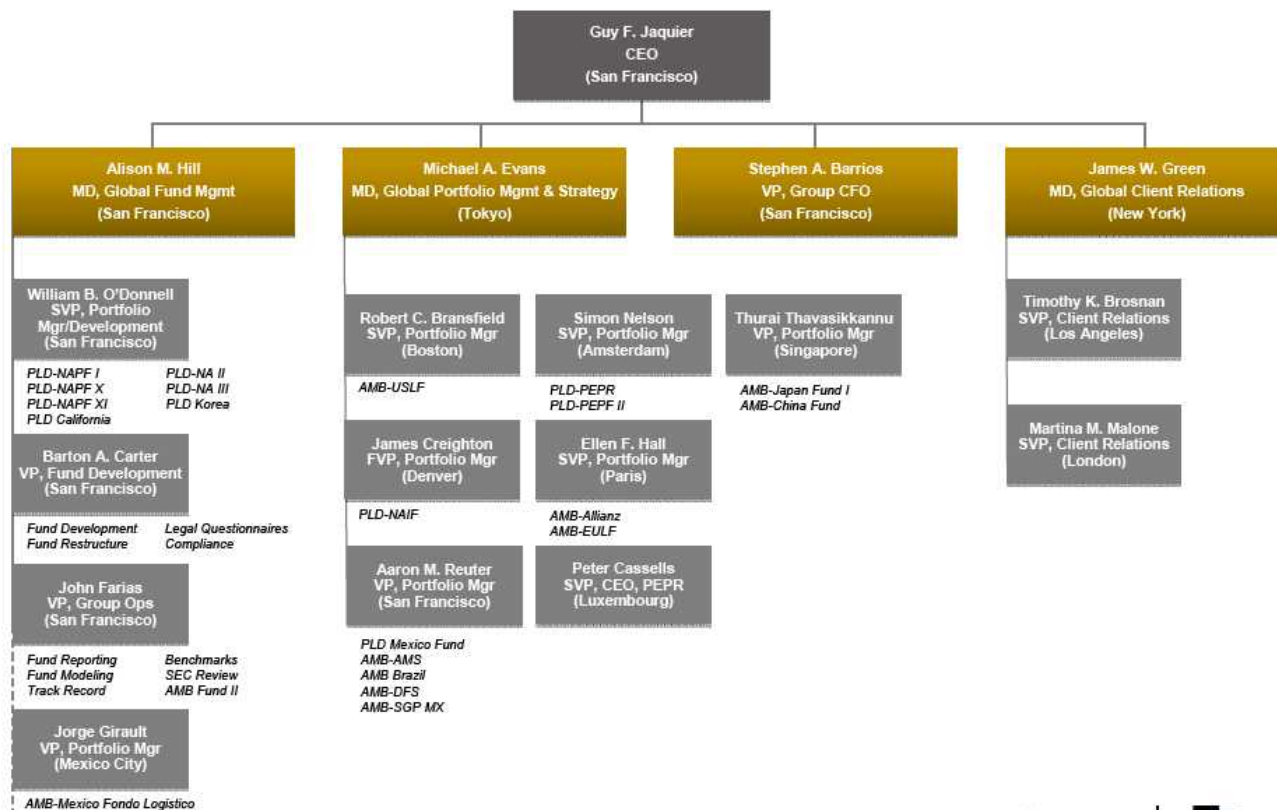 Guy F. Jaquier
CEO
(San Francisco)
Alison M. Hill
MD, Global Fund Mgmt
(San Francisco)
Michael A. Evans
MD, Global Portfolio Mgmt & Strategy
(Tokyo)
Stephen A. Barrios
VP, Group CFO
(San Francisco)
James W. Green
MD, Global Client Relations
(New York)
William B. O'Donnell
SVP, Portfolio
Mgr/Development
(San Francisco)
PLD-NAPF I
PLD-NAPF X
PLD-NAPF XI
PLD California
PLD-NA II
PLD-NA III
PLD Korea
Barton A. Carter
VP, Fund Development
(San Francisco)
Fund Development
Fund Restructure
Legal Questionnaires
Compliance
John Farias
VP, Group Ops
(San Francisco)
Fund Reporting
Fund Modeling
Track Record
Benchmarks
SEC Review
AMB Fund II
Jorge Girault
VP, Portfolio Mgr
(Mexico City)
AMB-Mexico Fondo Logistico
Robert C. Bransfield
SVP, Portfolio Mgr
(Boston)
AMB-USLF
James Creighton
FVP, Portfolio Mgr
(Denver)
PLD-NAIF
Aaron M. Reuter
VP, Portfolio Mgr
(San Francisco)
PLD Mexico Fund
AMB-AMS
AMB Brazil
AMB-DFS
AMB-SGP MX
Simon Nelson
SVP, Portfolio Mgr
(Amsterdam)
PLD-PEPR
PLD-PEPF II
Ellen F. Hall
SVP, Portfolio Mgr
(Paris)
AMB-Allianz
AMB-EULF
Peter Cassells
SVP, CEO, PEPR
(Luxembourg)
Thurai Thavasikkannu
VP, Portfolio Mgr
(Singapore)
AMB-Japan Fund I
AMB-China Fund
Timothy K. Brosnan
SVP, Client Relations
(Los Angeles)
Martina M. Malone
SVP, Client Relations
(London)